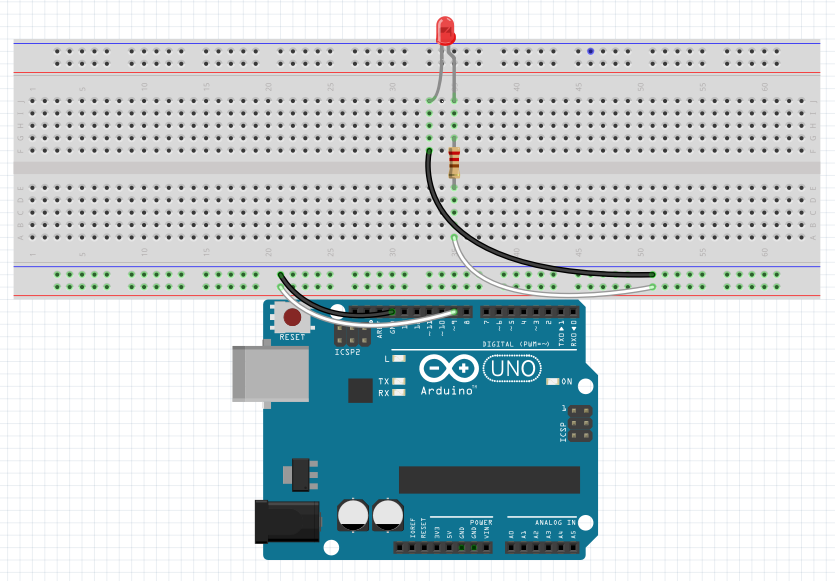 1 5 10 15 20 25 30 35 40 45 50 55 60
J
I
H
G
F
E
D
C
B
A
1 5 10 15 20 25 30 35 40 45 50 55 60
RESET
ICSP2
AREF
GND
13
12
~11
~10
~9
8
7
~6
~5
4
~3
2
TX0▶1
RX0◀0
DIGITAL (PWM=~)
L
TX
RX
UNO
Arduino™
ON
1
ICSP
POWER
ANALOG IN
IOREF
RESET
3V3
5V
GND
GND
VIN
A0
A1
A2
A3
A4
A5